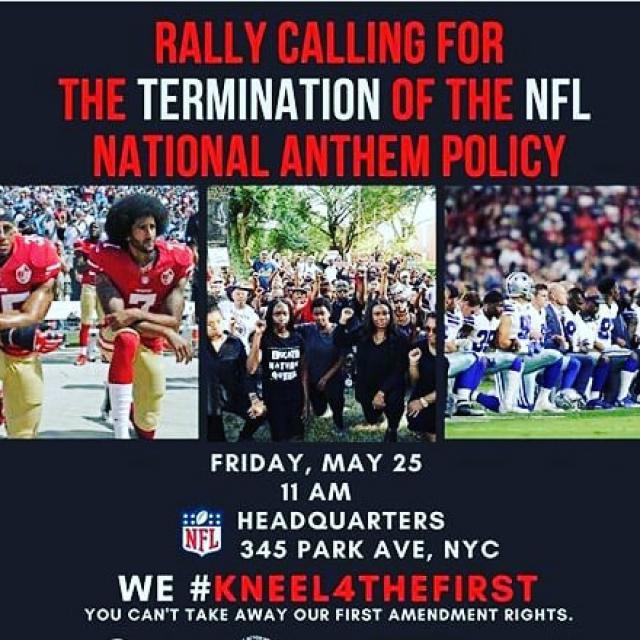 RALLY CALLING FOR
THE TERMINATION OF THE NFL
NATIONAL ANTHEM POLICY
7
FRIDAY, MAY 25
11 AM
NFL
HEADQUARTERS
345 PARK AVE, NYC
WE #KNEEL4THEFIRST
YOU CAN'T TAKE AWAY OUR FIRST AMENDMENT RIGHTS.